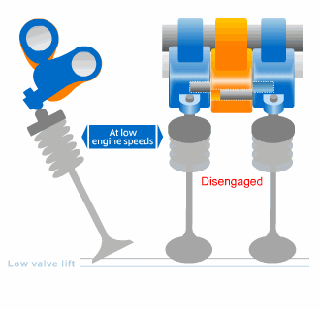 At low
engine speeds
Disengaged
Low valve lift